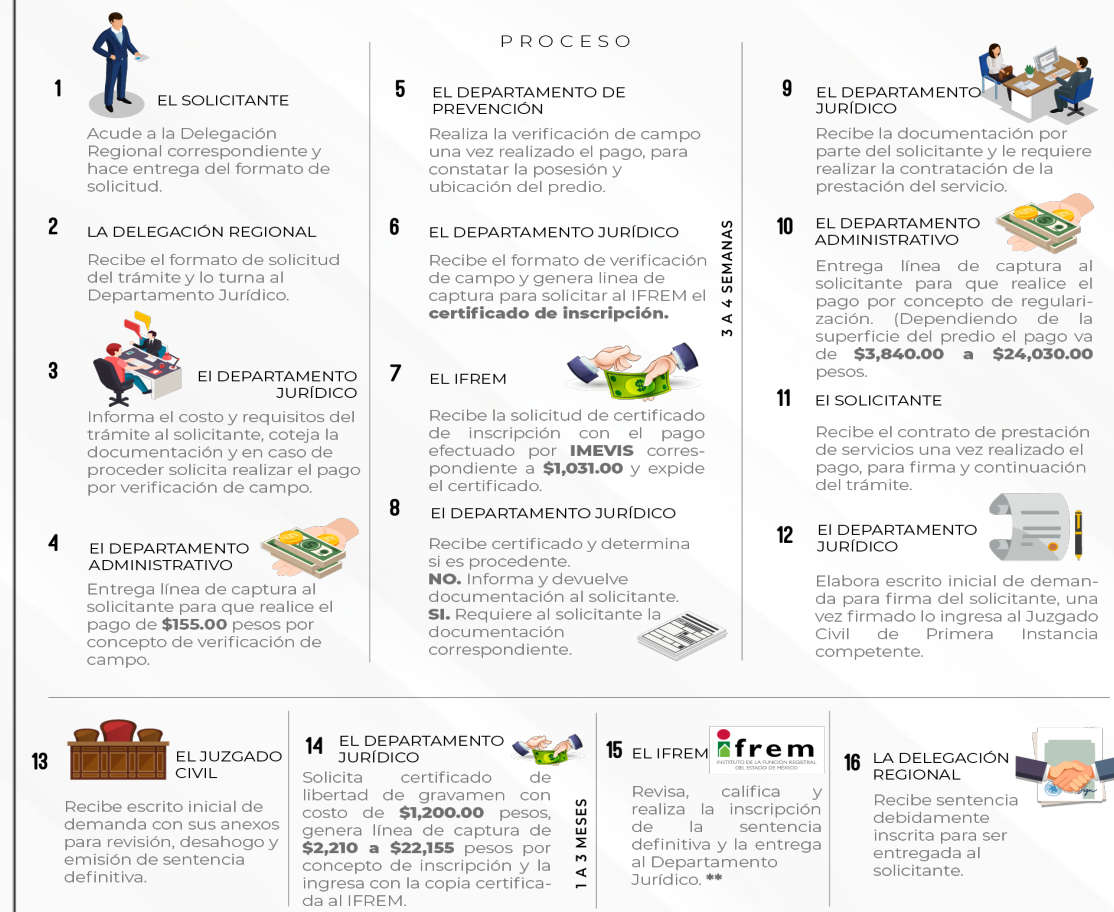 PROCESO
1
EL SOLICITANTE
Acude a la Delegación
Regional correspondiente y
hace entrega del formato de
solicitud.
2
LA DELEGACIÓN REGIONAL
Recibe el formato de solicitud
del trámite y lo turna al
Departamento Jurídico.
3
El DEPARTAMENTO
JURÍDICO
Informa el costo y requisitos del
trámite al solicitante, coteja la
documentación y en caso de
proceder solicita realizar el pago
por verificación de campo.
4
El DEPARTAMENTO
ADMINISTRATIVO
Entrega línea de captura al
solicitante para que realice el
pago de $155.00 pesos por
concepto de verificación de
campo.
5
EL DEPARTAMENTO DE
PREVENCIÓN
Realiza la verificación de campo
una vez realizado el pago, para
constatar la posesión y
ubicación del predio.
6
EL DEPARTAMENTO JURÍDICO
Recibe el formato de verificación
de campo y genera linea de
captura para solicitar al IFREM el
certificado de inscripción.
3 A 4 SEMANAS
7
EL IFREM
Recibe la solicitud de certificado
de inscripción con el pago
efectuado por IMEVIS corres-
pondiente a $1,031.00 y expide
el certificado.
8
El DEPARTAMENTO JURÍDICO
Recibe certificado y determina
si es procedente.
NO. Informa y devuelve
documentación al solicitante.
SI. Requiere al solicitante la
documentación
correspondiente.
9
EL DEPARTAMENTO
JURÍDICO
Recibe la documentación por
parte del solicitante y le requiere
realizar la contratación de la
prestación del servicio.
10
EL DEPARTAMENTO
ADMINISTRATIVO
Entrega línea de captura al
solicitante para que realice el
pago por concepto de regulari-
zación. (Dependiendo de la
superficie del predio el pago va
de $3,840.00 a $24,030.00
pesos.
11
El SOLICITANTE
Recibe el contrato de prestación
de servicios una vez realizado el
pago, para firma y continuación
del trámite.
12
El DEPARTAMENTO
JURÍDICO
Elabora escrito inicial de deman-
da para firma del solicitante, una
vez firmado lo ingresa al Juzgado
Civil de Primera Instancia
competente.
13
EL JUZGADO
CIVIL
Recibe escrito inicial de
demanda con sus anexos
para revisión, desahogo y
emisión de sentencia
definitiva.
14
EL DEPARTAMENTO
JURÍDICO
Solicita certificado de
libertad de gravamen con
costo de $1,200.00 pesos,
genera línea de captura de
$2,210 a $22,155 pesos por
concepto de inscripción y la
ingresa con la copia certifica-
da al IFREM.
1 A 3 MESES
15
EL IFREM
ifrem
INSTITUTO DE LA FUNCIÓN REGISTRAL
DEL ESTADO DE MÉXICO
Revisa, califica y
realiza la inscripción
de la sentencia
definitiva y la entrega
al Departamento
Jurídico. **
16
LA DELEGACIÓN
REGIONAL
Recibe sentencia
debidamente
inscrita para ser
entregada al
solicitante.